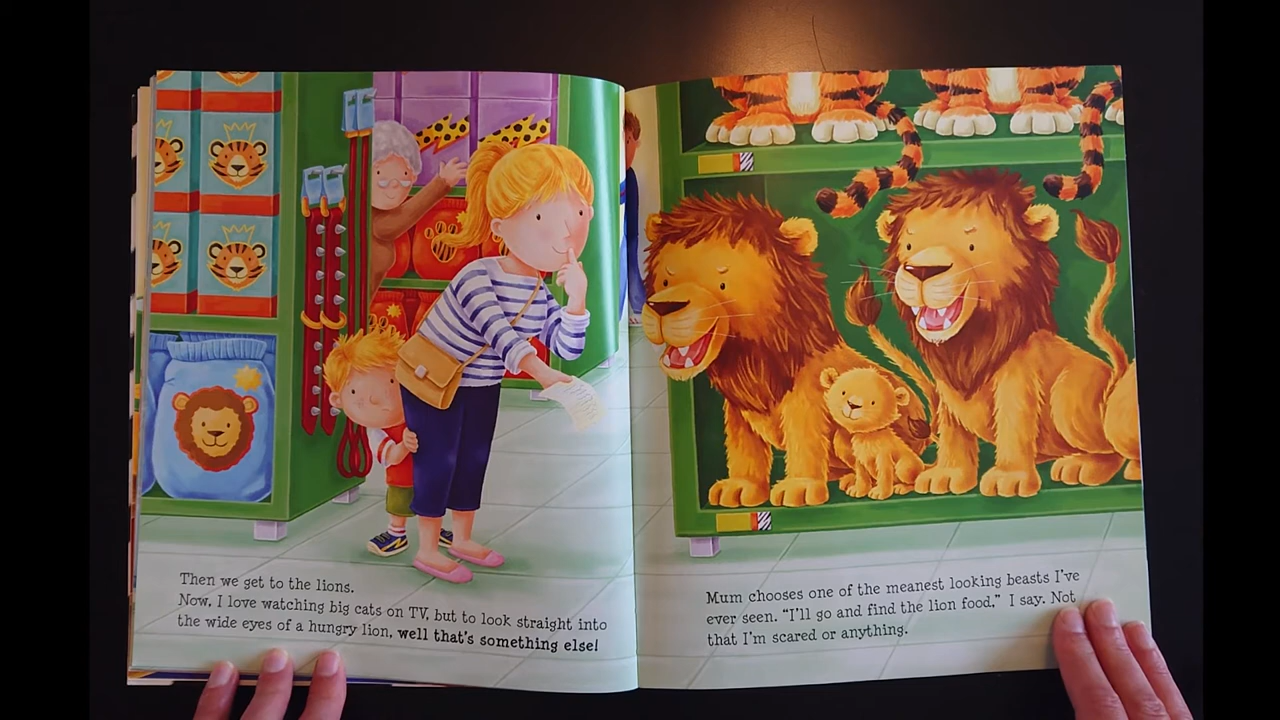 Then we get to the lions.
Now, I love watching big cats on TV, but to look straight into
the wide eyes of a hungry lion, well that's something else!
Mum chooses one of the meanest looking beasts I've
ever seen. "I'll go and find the lion food," I say. Not
that I'm scared or anything.